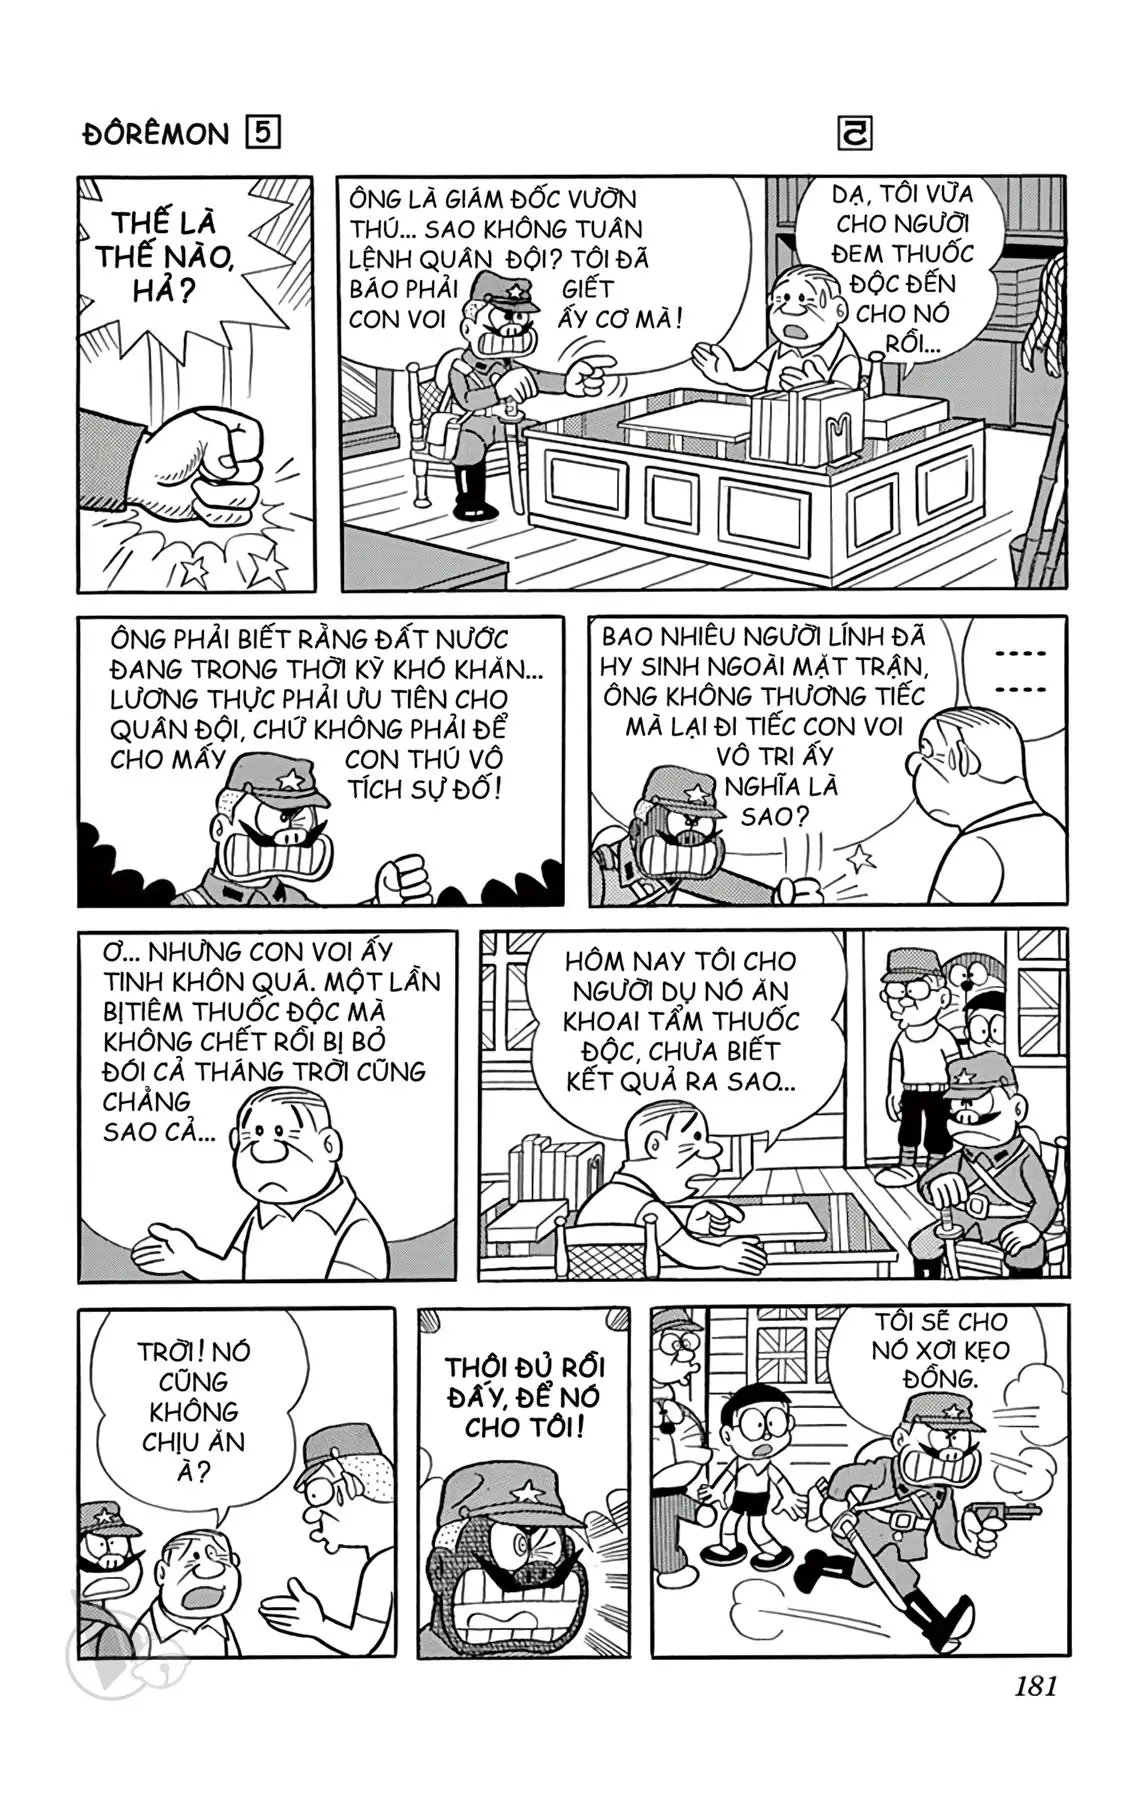 ĐÔRÊMON 5
THẾ LÀ
THẾ NÀO,
HẢ?
ÔNG LÀ GIÁM ĐỐC VƯỜN
THÚ... SAO KHÔNG TUÂN
LỆNH QUÂN ĐỘI? TÔI ĐÃ
BÁO PHẢI GIẾT
CON VOI ẤY CƠ MÀ!
DẠ, TÔI VỪA
CHO NGƯỜI
ĐEM THUỐC
ĐỘC ĐẾN
CHO NÓ
RỒI...
ÔNG PHẢI BIẾT RẰNG ĐẤT NƯỚC
ĐANG TRONG THỜI KỲ KHÓ KHĂN...
LƯƠNG THỰC PHẢI ƯU TIÊN CHO
QUÂN ĐỘI, CHỨ KHÔNG PHẢI ĐỂ
CHO MẤY CON THÚ VÔ
TÍCH SỰ ĐÓ!
BAO NHIÊU NGƯỜI LÍNH ĐÃ
HY SINH NGOÀI MẶT TRẬN,
ÔNG KHÔNG THƯƠNG TIẾC
MÀ LẠI ĐI TIẾC CON VOI
VÔ TRI ẤY
NGHĨA LÀ
SAO?
----
----
Ơ... NHƯNG CON VOI ẤY
TINH KHÔN QUÁ. MỘT LẦN
BỊTIÊM THUỐC ĐỘC MÀ
KHÔNG CHẾT RỒI BỊ BỎ
ĐÓI CẢ THÁNG TRỜI CŨNG
CHẲNG
SAO CẢ...
HÔM NAY TÔI CHO
NGƯỜI DỤ NÓ ĂN
KHOAI TẨM THUỐC
ĐỘC, CHƯA BIẾT
KẾT QUẢ RA SAO...
TRỜI! NÓ
CŨNG
KHÔNG
CHỊU ĂN
À?
THÔI ĐỦ RỒI
ĐẤY, ĐỂ NÓ
CHO TÔI!
TÔI SẼ CHO
NÓ XƠI KẸO
ĐỒNG.
181